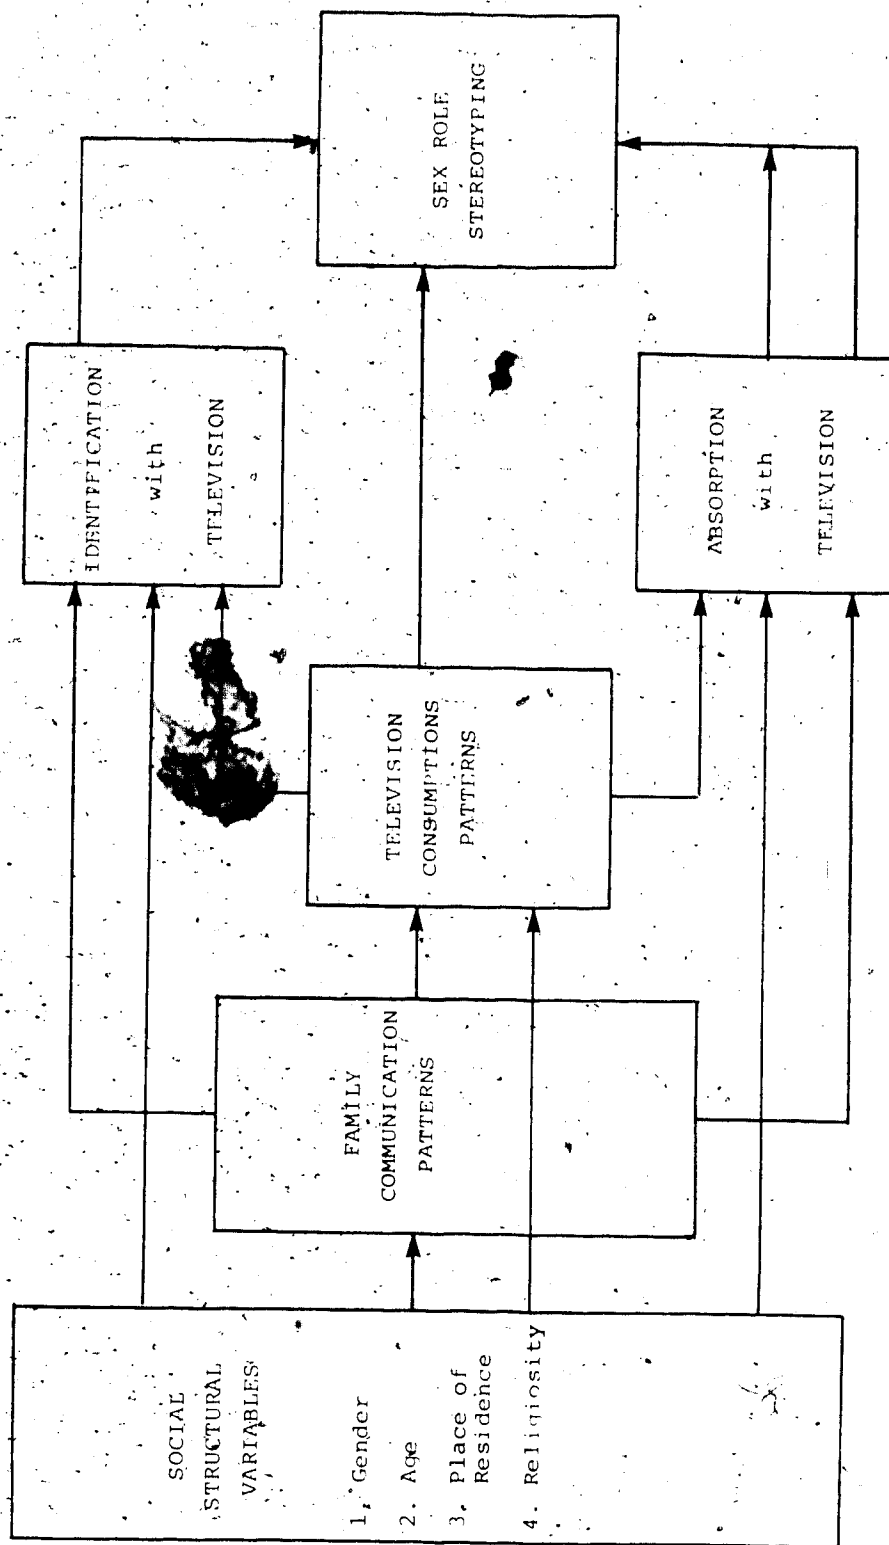 SOCIAL
STRUCTURAL
VARIABLES
1. Gender
2. Age
3. Place of
Residence
4. Religiosity
FAMILY
COMMUNICATION
PATTERNS
TELEVISION
CONSUMPTIONS
PATTERNS
IDENTIFICATION
with
TELEVISION
ABSORPTION
with
TELEVISION
SEX ROLE
STEREOTYPING